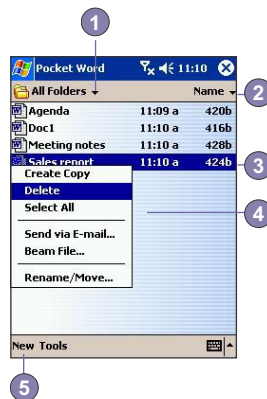 1
Pocket Word 11:10
All Folders Name
2
Agenda 11:09 a 420b
Doc1 11:10 a 416b
Meeting notes 11:10 a 428b
Sales report 11:10 a 424b
3
Create Copy
Delete
Select All
4
Send via E-mail...
Beam File...
Rename/Move...
New Tools
5